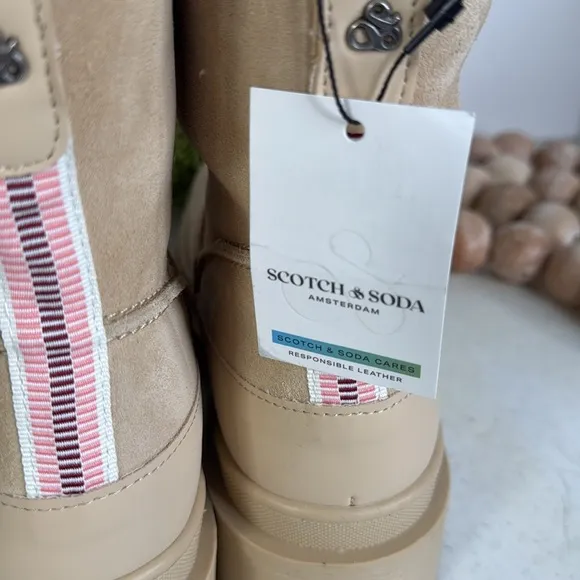 SCOTCH & SODA
AMSTERDAM
SCOTCH & SODA CARES
RESPONSIBLE LEATHER